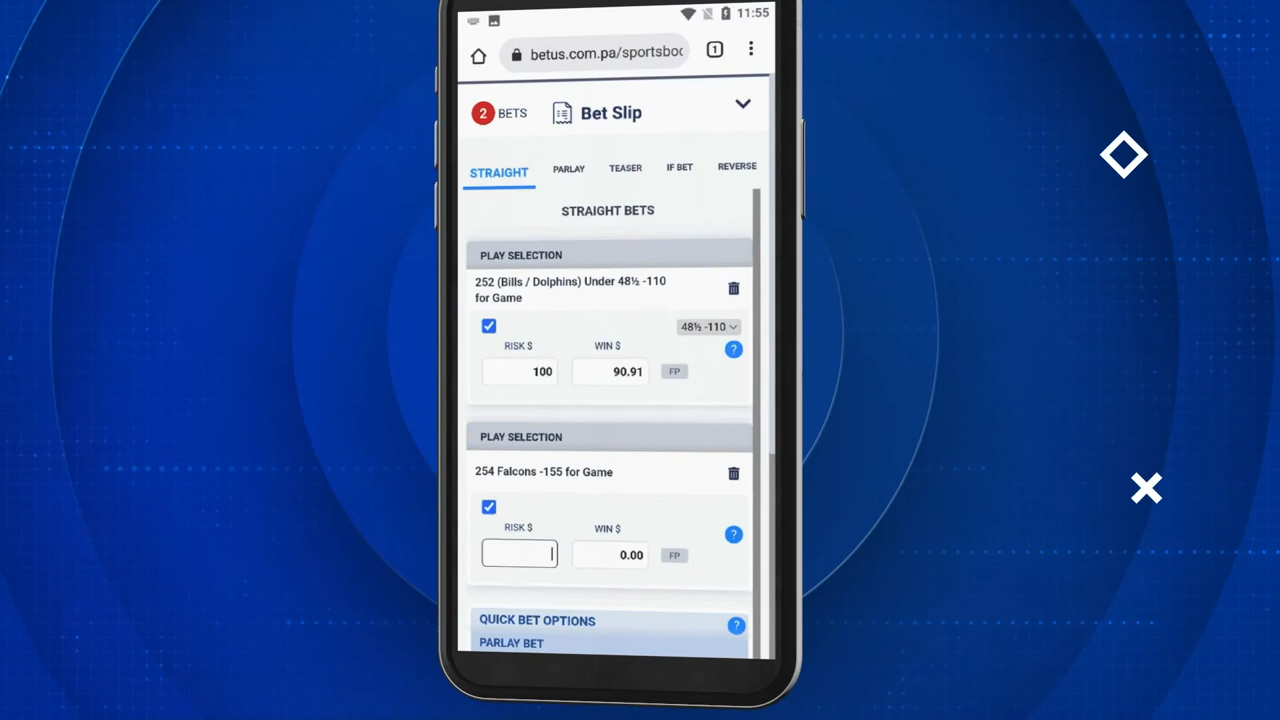 11:55
betus.com.pa/sportsboo
1
2 BETS
Bet Slip
STRAIGHT PARLAY TEASER IF BET REVERSE
STRAIGHT BETS
PLAY SELECTION
252 (Bills / Dolphins) Under 48½ -110
for Game
48½ -110
RISK $ WIN $ ?
100 90.91 FP
PLAY SELECTION
254 Falcons -155 for Game
RISK $ WIN $ ?
0.00 FP
QUICK BET OPTIONS ?
PARLAY BET